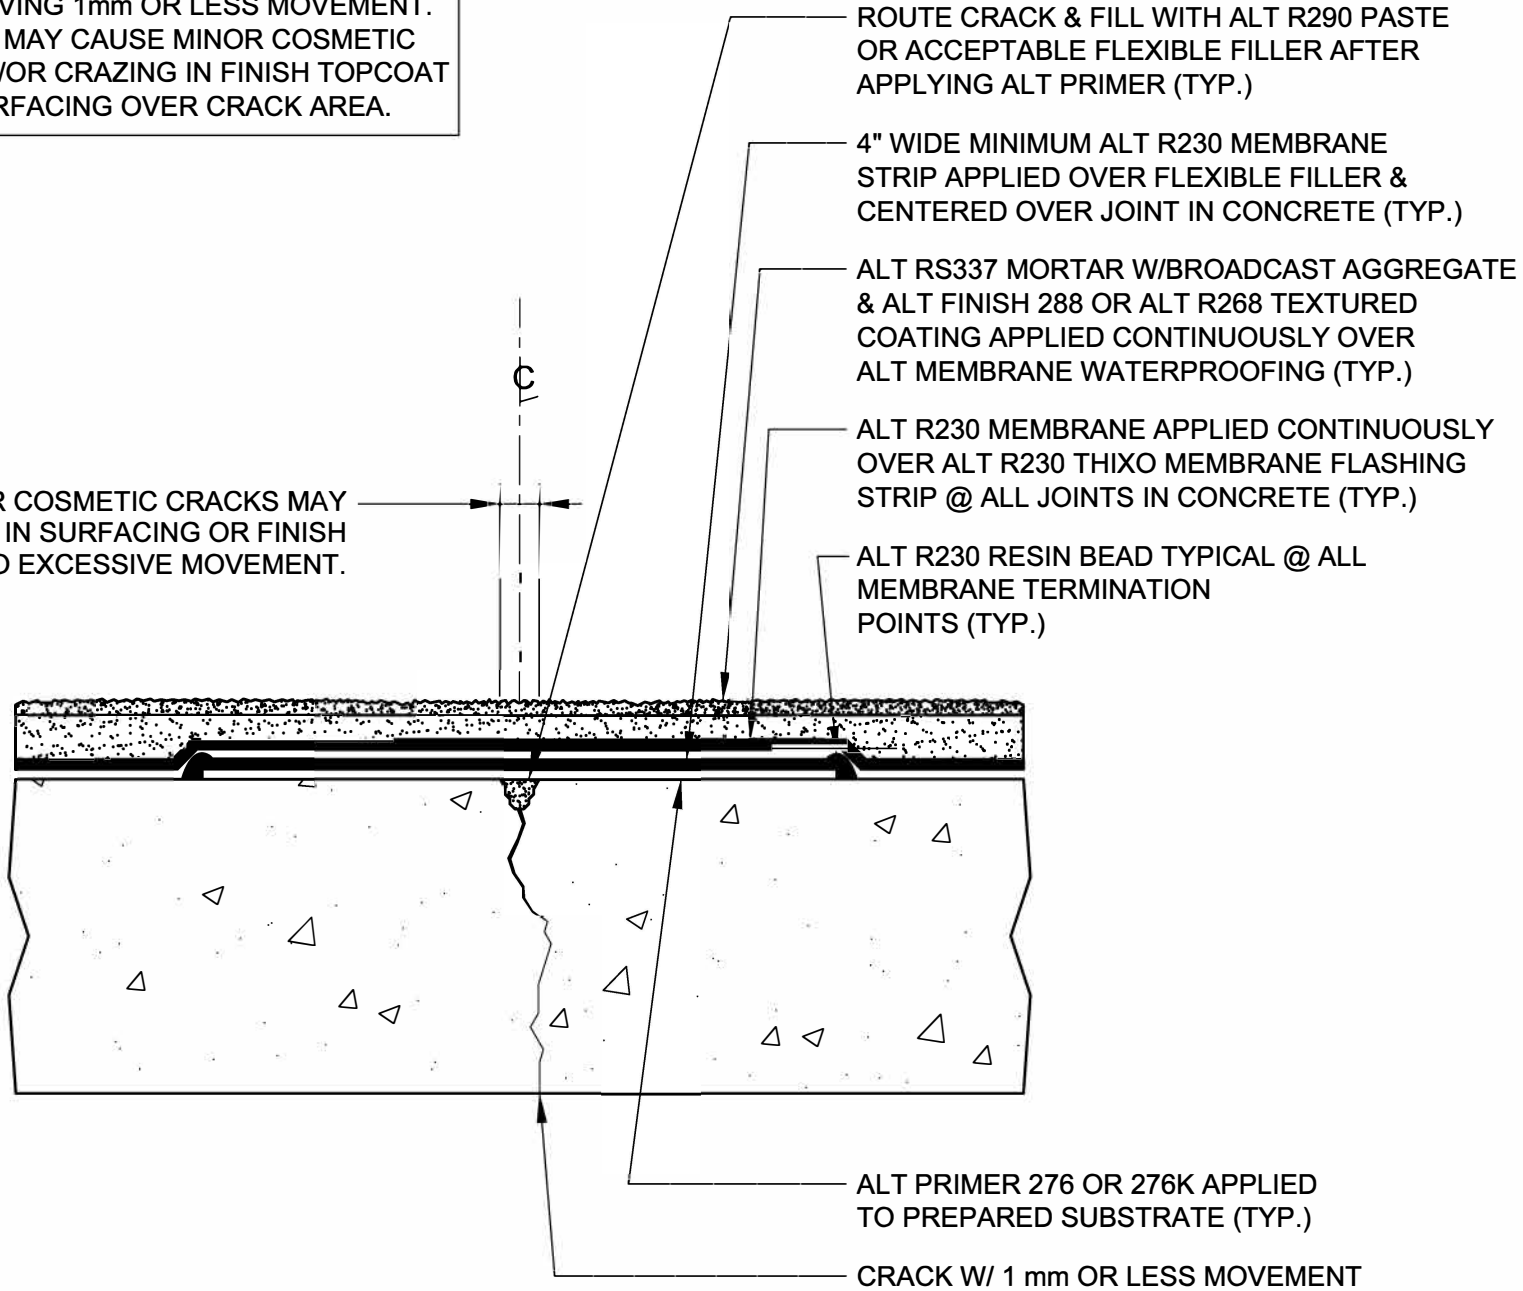 1mm OR LESS MOVEMENT.
MAY CAUSE MINOR COSMETIC
CRAZING IN FINISH TOPCOAT
OVER CRACK AREA.
ROUTE CRACK & FILL WITH ALT R290 PASTE
OR ACCEPTABLE FLEXIBLE FILLER AFTER
APPLYING ALT PRIMER (TYP.)
4" WIDE MINIMUM ALT R230 MEMBRANE
STRIP APPLIED OVER FLEXIBLE FILLER &
CENTERED OVER JOINT IN CONCRETE (TYP.)
ALT RS337 MORTAR W/BROADCAST AGGREGATE
& ALT FINISH 288 OR ALT R268 TEXTURED
COATING APPLIED CONTINUOUSLY OVER
ALT MEMBRANE WATERPROOFING (TYP.)
C
ALT R230 MEMBRANE APPLIED CONTINUOUSLY
OVER ALT R230 THIXO MEMBRANE FLASHING
STRIP @ ALL JOINTS IN CONCRETE (TYP.)
COSMETIC CRACKS MAY
IN SURFACING OR FINISH
EXCESSIVE MOVEMENT.
ALT R230 RESIN BEAD TYPICAL @ ALL
MEMBRANE TERMINATION
POINTS (TYP.)
ALT PRIMER 276 OR 276K APPLIED
TO PREPARED SUBSTRATE (TYP.)
CRACK W/ 1 mm OR LESS MOVEMENT